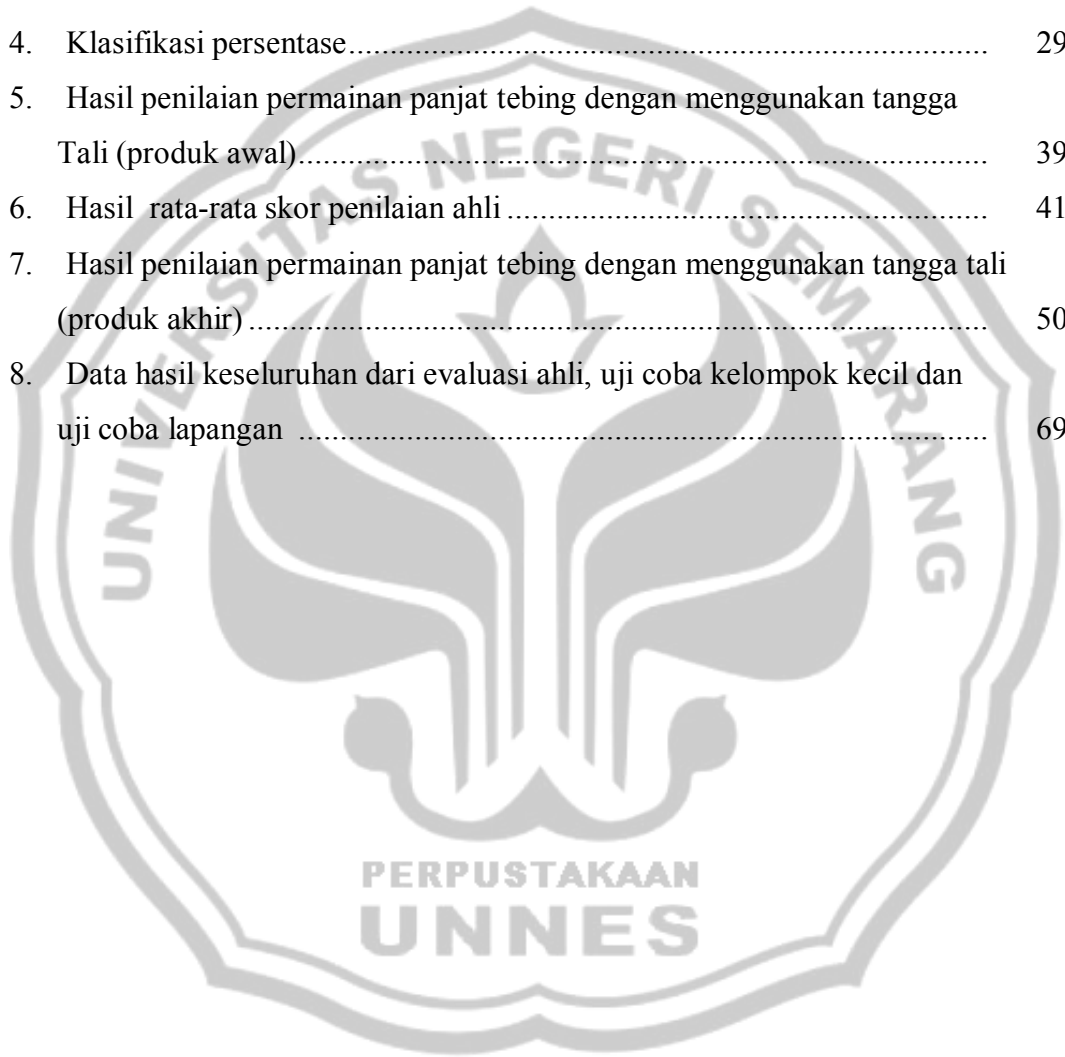 4. Klasifikasi persentase........................................................................................ 29
5. Hasil penilaian permainan panjat tebing dengan menggunakan tangga
Tali (produk awal)............................................................................................... 39
6. Hasil  rata-rata skor penilaian ahli.................................................................. 41
7. Hasil penilaian permainan panjat tebing dengan menggunakan tangga tali
(produk akhir)...................................................................................................... 50
8. Data hasil keseluruhan dari evaluasi ahli, uji coba kelompok kecil dan
uji coba lapangan ............................................................................................... 69
UNIVERSITAS NEGERI SEMARANG
PERPUSTAKAAN
UNNES